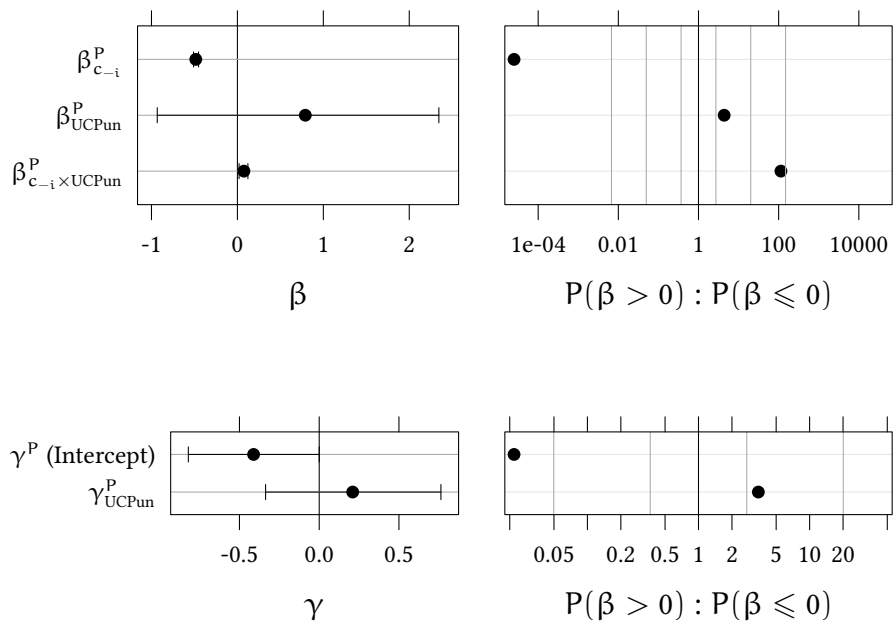 β^P_{c−i}
β^P_{UCPun}
β^P_{c−i×UCPun}
-1 0 1 2
β
1e-04 0.01 1 100 10000
P(β > 0) : P(β ⩽ 0)
γ^P (Intercept)
γ^P_{UCPun}
-0.5 0.0 0.5
γ
0.05 0.2 0.5 1 2 5 10 20
P(β > 0) : P(β ⩽ 0)